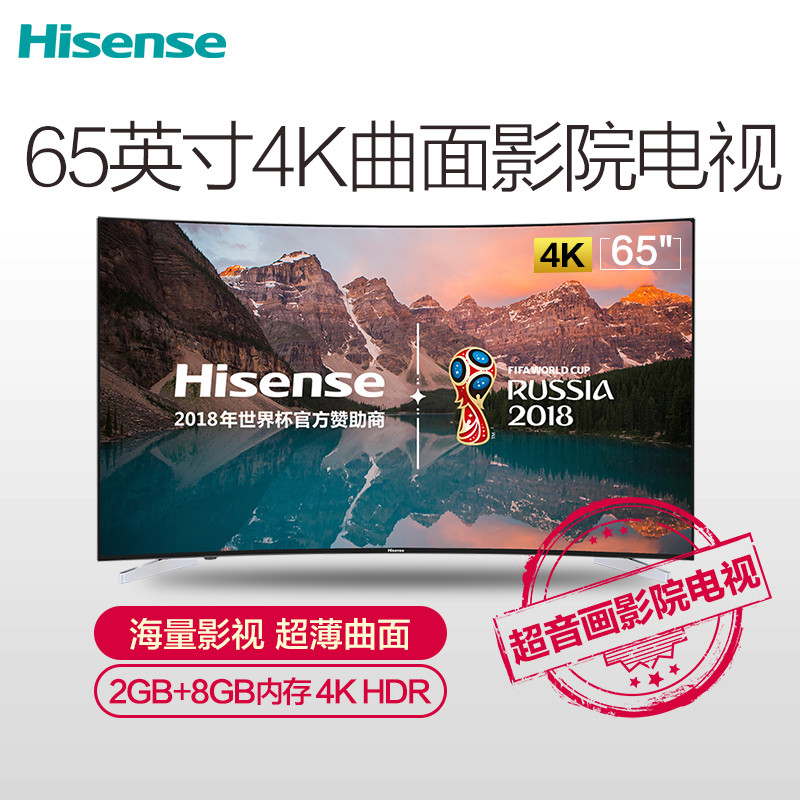 Hisense
65英寸4K曲面影院电视
4K 65"
Hisense
2018年世界杯官方赞助商
FIFA WORLD CUP
RUSSIA
2018
TM
Hisense
超音画影院电视
海量影视 超薄曲面
2GB+8GB内存 4K HDR